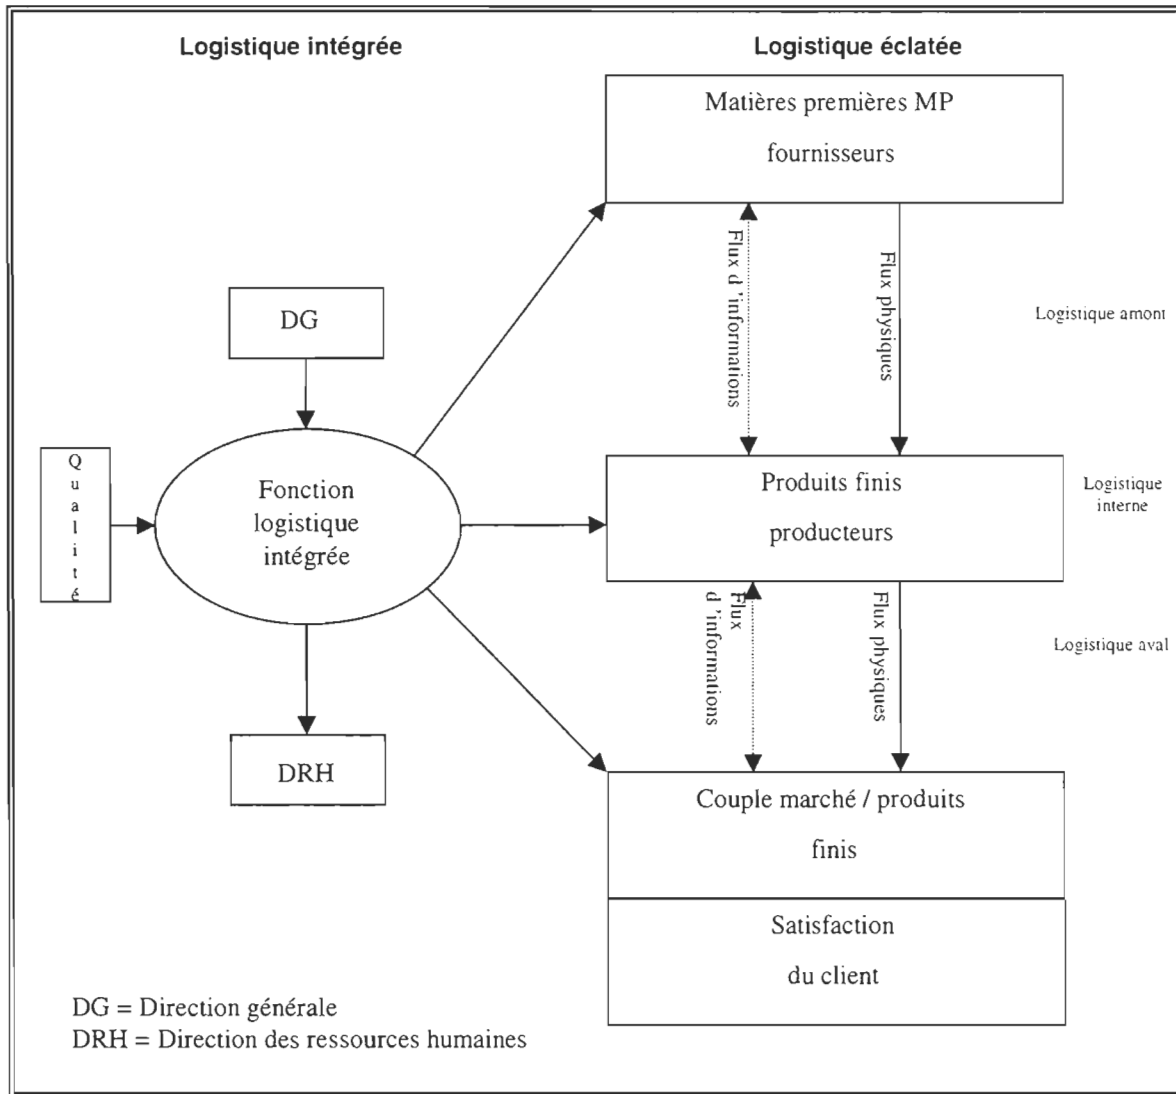 Logistique intégrée
Logistique éclatée
Matières premières MP
fournisseurs
Flux d 'informations
Flux physiques
Logistique amont
DG
Qualité
Fonction
logistique
intégrée
Produits finis
producteurs
Logistique
interne
Flux
d 'informations
Flux physiques
Logistique aval
DRH
Couple marché / produits
finis
Satisfaction
du client
DG = Direction générale
DRH = Direction des ressources humaines